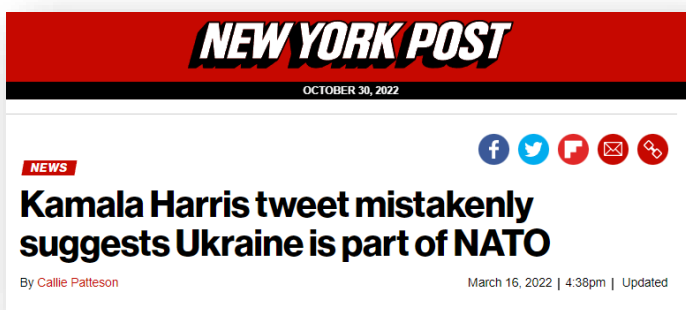 NEW YORK POST
OCTOBER 30, 2022
NEWS
Kamala Harris tweet mistakenly
suggests Ukraine is part of NATO
By Callie Patteson
March 16, 2022 | 4:38pm | Updated